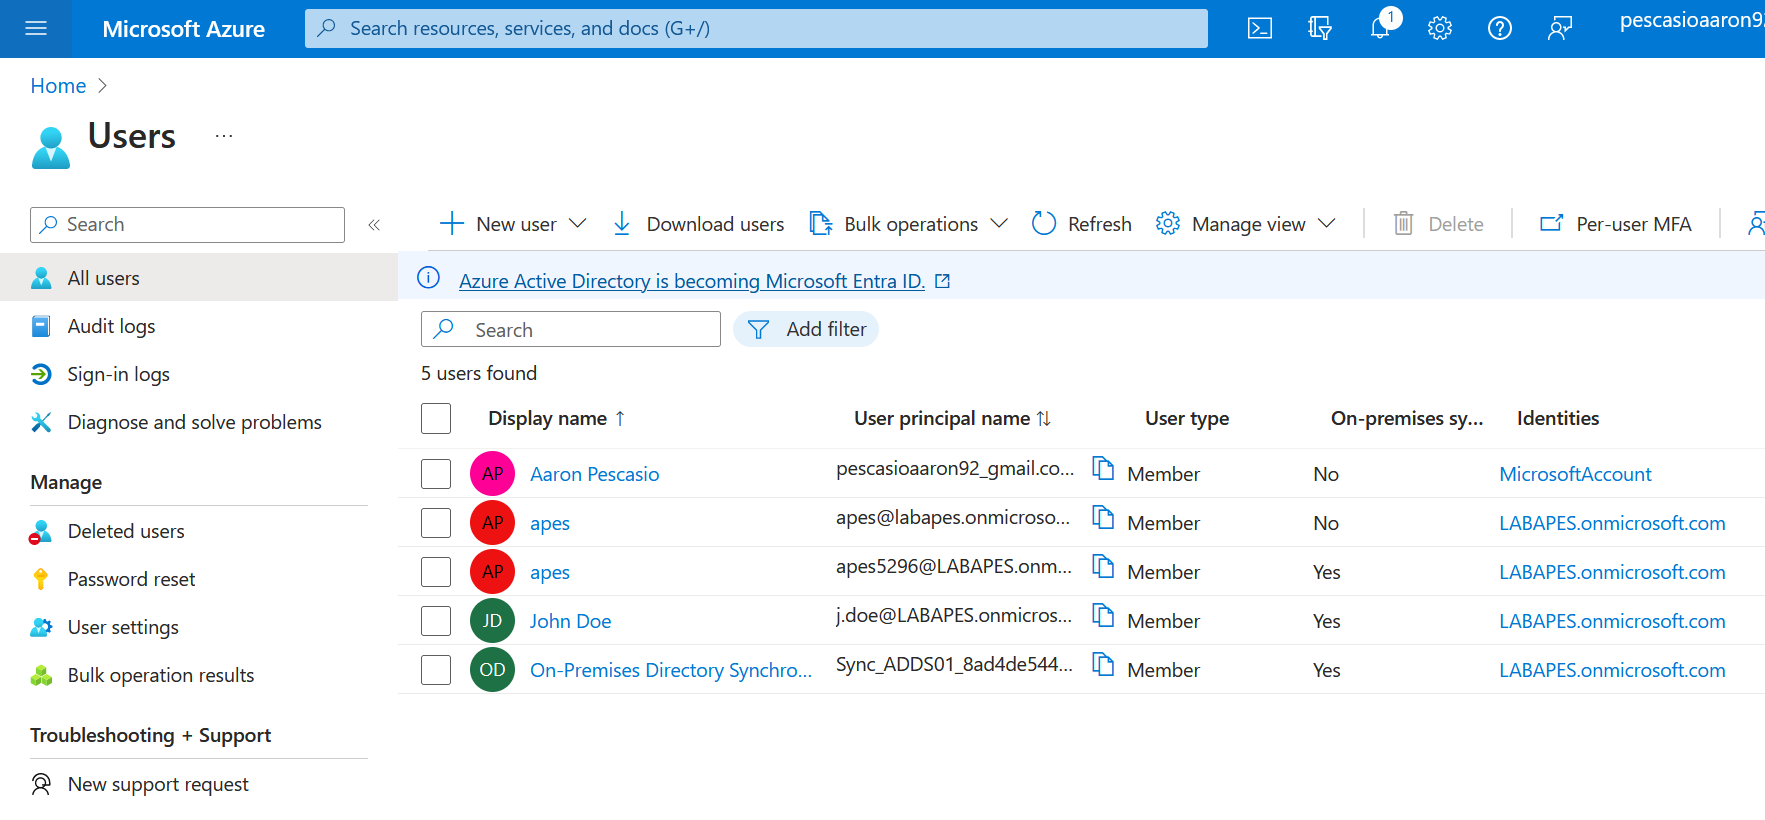 Microsoft Azure
Search resources, services, and docs (G+/)
1
pescasioaaron92
Home
Users
...
Search
«
New user
Download users
Bulk operations
Refresh
Manage view
Delete
Per-user MFA
All users
Audit logs
Sign-in logs
Diagnose and solve problems
Manage
Deleted users
Password reset
User settings
Bulk operation results
Troubleshooting + Support
New support request
Azure Active Directory is becoming Microsoft Entra ID.
Search
Add filter
5 users found
Display name ↑ User principal name ↑↓ User type On-premises sy... Identities
AP Aaron Pescasio pescasioaaron92_gmail.co... Member No MicrosoftAccount
AP apes apes@labapes.onmicroso... Member No LABAPES.onmicrosoft.com
AP apes apes5296@LABAPES.onm... Member Yes LABAPES.onmicrosoft.com
JD John Doe j.doe@LABAPES.onmicros... Member Yes LABAPES.onmicrosoft.com
OD On-Premises Directory Synchro... Sync_ADDS01_8ad4de544... Member Yes LABAPES.onmicrosoft.com